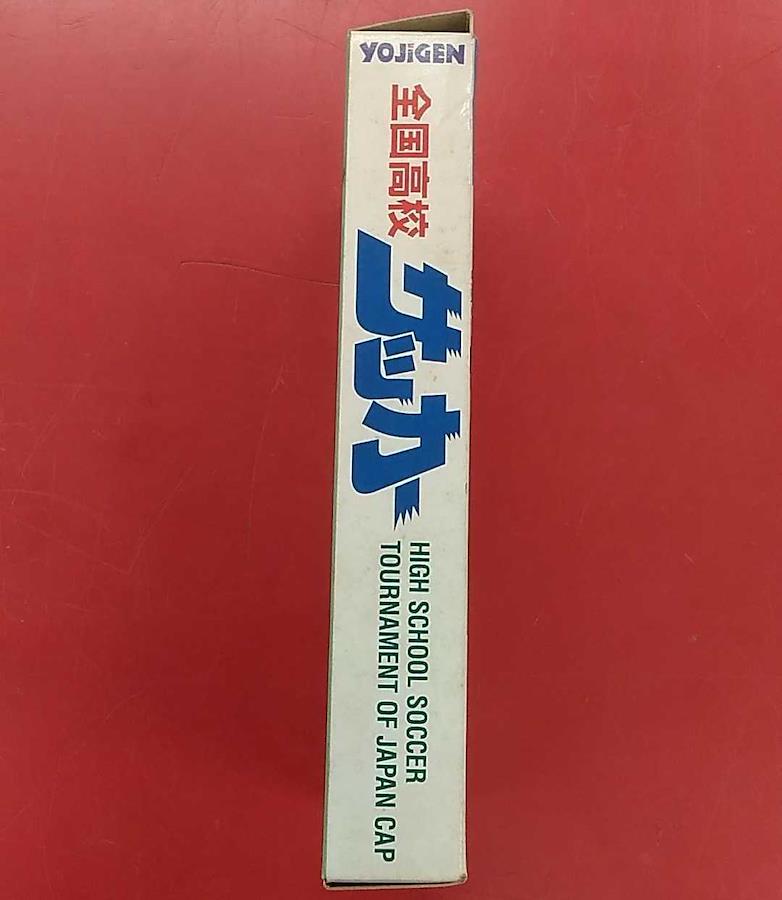 YOJIGEN
全国高校
サッカー
HIGH SCHOOL SOCCER
TOURNAMENT OF JAPAN CAP